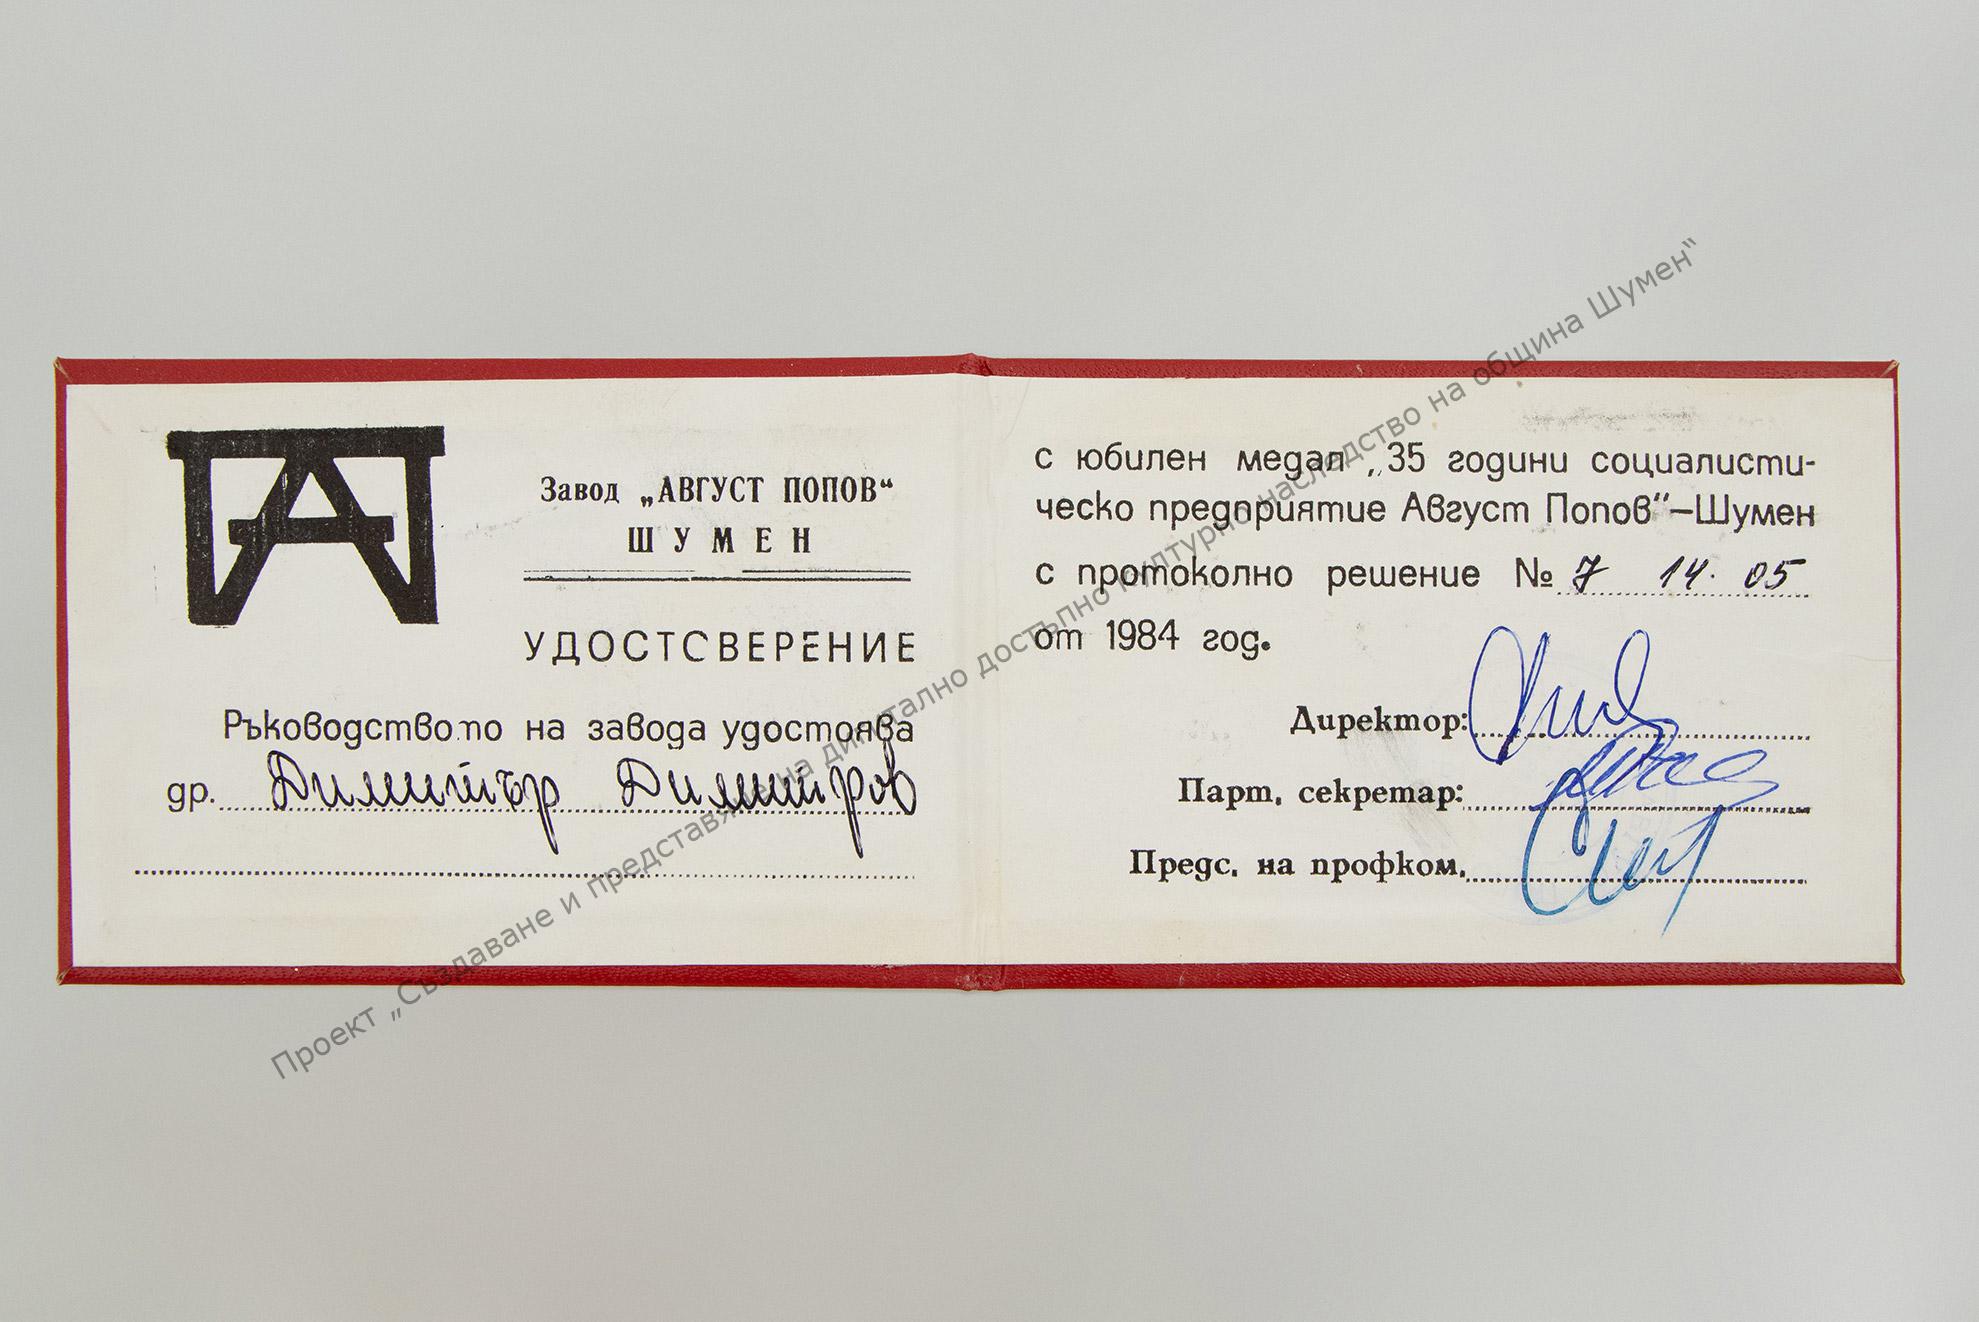 Завод „АВГУСТ ПОПОВ“
ШУМЕН
УДОСТСВЕРЕНИЕ
Ръководството на завода удостоява
др. Димитър Димитров
с юбилен медал „35 години социалисти-
ческо предприятие Август Попов“–Шумен
с протоколно решение № 7 14. 05
от 1984 год.
Директор:
Парт. секретар:
Предс. на профком.
Проект „Създаване и представяне на дигитално достъпно културно наследство на община Шумен“